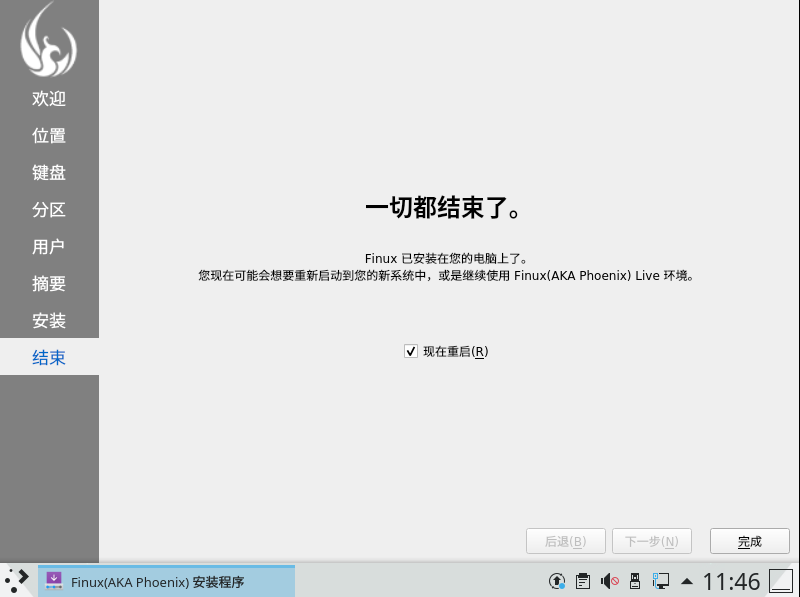 欢迎
位置
键盘
分区
用户
摘要
安装
结束
一切都结束了。
Finux 已安装在您的电脑上了。
您现在可能会想要重新启动到您的新系统中，或是继续使用 Finux(AKA Phoenix) Live 环境。
现在重启(R)
后退(B)
下一步(N)
完成
Finux(AKA Phoenix) 安装程序
11:46